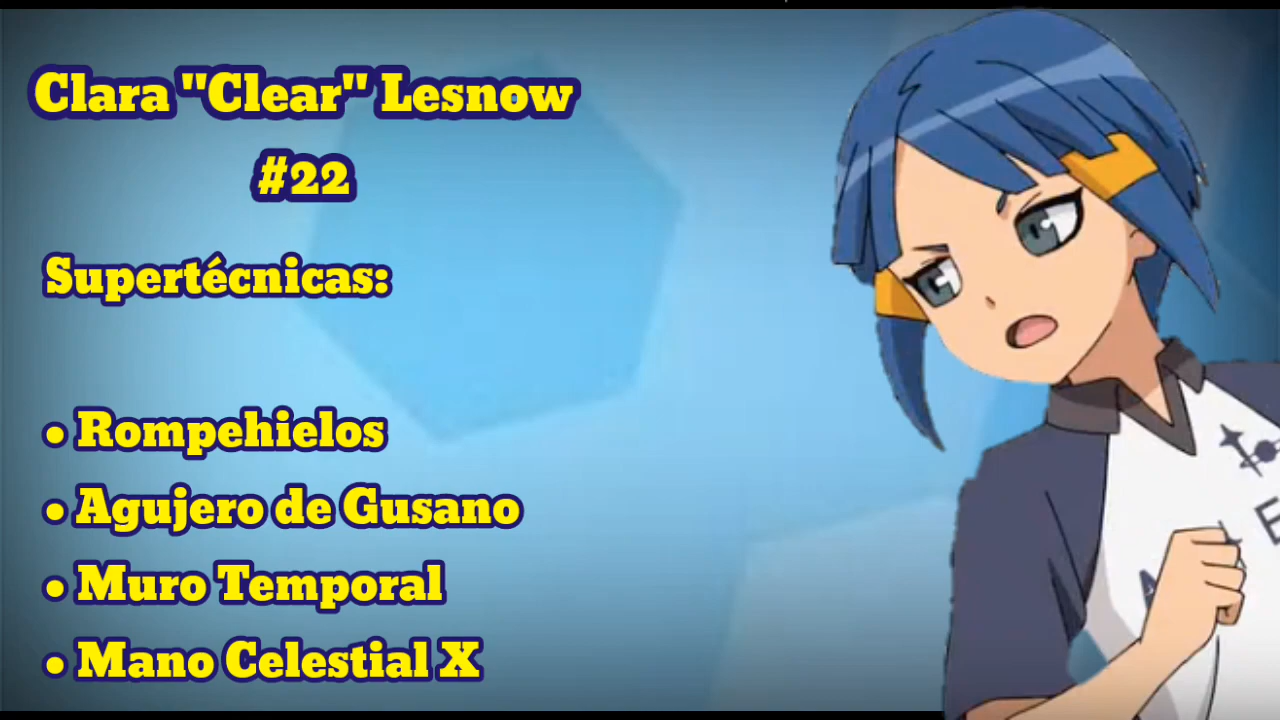 Clara "Clear" Lesnow
#22
Supertécnicas:
• Rompehielos
• Agujero de Gusano
• Muro Temporal
• Mano Celestial X